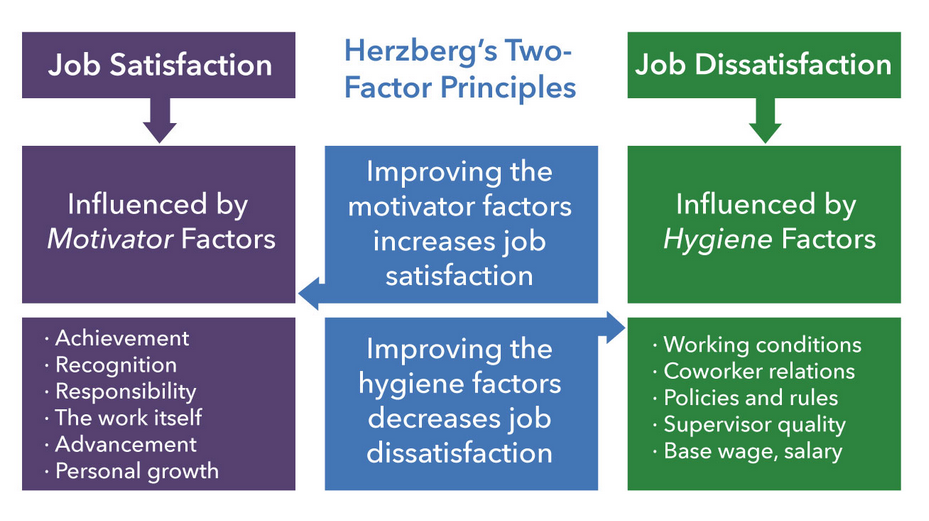 Job Satisfaction
Influenced by
Motivator Factors
· Achievement
· Recognition
· Responsibility
· The work itself
· Advancement
· Personal growth
Herzberg’s Two-
Factor Principles
Improving the
motivator factors
increases job
satisfaction
Improving the
hygiene factors
decreases job
dissatisfaction
Job Dissatisfaction
Influenced by
Hygiene Factors
· Working conditions
· Coworker relations
· Policies and rules
· Supervisor quality
· Base wage, salary